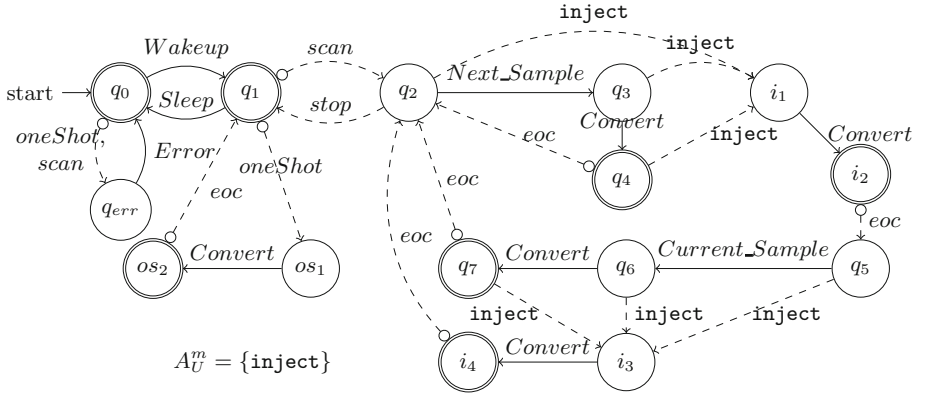 inject
Wakeup
scan
inject
start
q0
Sleep
q1
q2
Next_Sample
q3
i1
stop
oneShot,
scan
Error
Convert
eoc
inject
Convert
oneShot
eoc
q4
i2
qerr
eoc
eoc
eoc
os2
Convert
os1
q7
Convert
q6
Current_Sample
q5
inject
inject
inject
i4
Convert
i3
A_U^m = {inject}